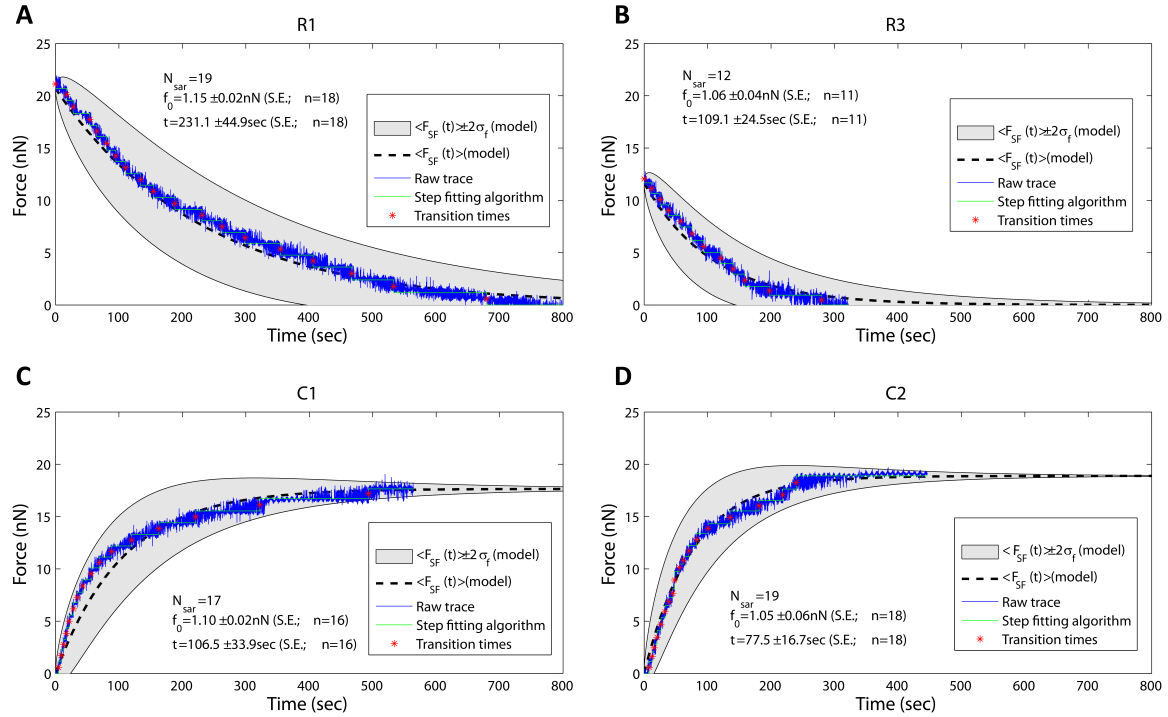 A
R1
25
20
15
10
5
0
Force (nN)
N_sar=19
f_0=1.15 ±0.02nN (S.E.; n=18)
t=231.1 ±44.9sec (S.E.; n=18)
<F_SF (t)>±2σ_f (model)
<F_SF (t)>(model)
Raw trace
Step fitting algorithm
Transition times
0 100 200 300 400 500 600 700 800
Time (sec)
B
R3
25
20
15
10
5
0
Force (nN)
N_sar=12
f_0=1.06 ±0.04nN (S.E.; n=11)
t=109.1 ±24.5sec (S.E.; n=11)
<F_SF (t)>±2σ_f (model)
<F_SF (t)>(model)
Raw trace
Step fitting algorithm
Transition times
0 100 200 300 400 500 600 700 800
Time (sec)
C
C1
25
20
15
10
5
0
Force (nN)
N_sar=17
f_0=1.10 ±0.02nN (S.E.; n=16)
t=106.5 ±33.9sec (S.E.; n=16)
<F_SF (t)>±2σ_f (model)
<F_SF (t)>(model)
Raw trace
Step fitting algorithm
Transition times
0 100 200 300 400 500 600 700 800
Time (sec)
D
C2
25
20
15
10
5
0
Force (nN)
N_sar=19
f_0=1.05 ±0.06nN (S.E.; n=18)
t=77.5 ±16.7sec (S.E.; n=18)
<F_SF (t)>±2σ_f (model)
<F_SF (t)>(model)
Raw trace
Step fitting algorithm
Transition times
0 100 200 300 400 500 600 700 800
Time (sec)